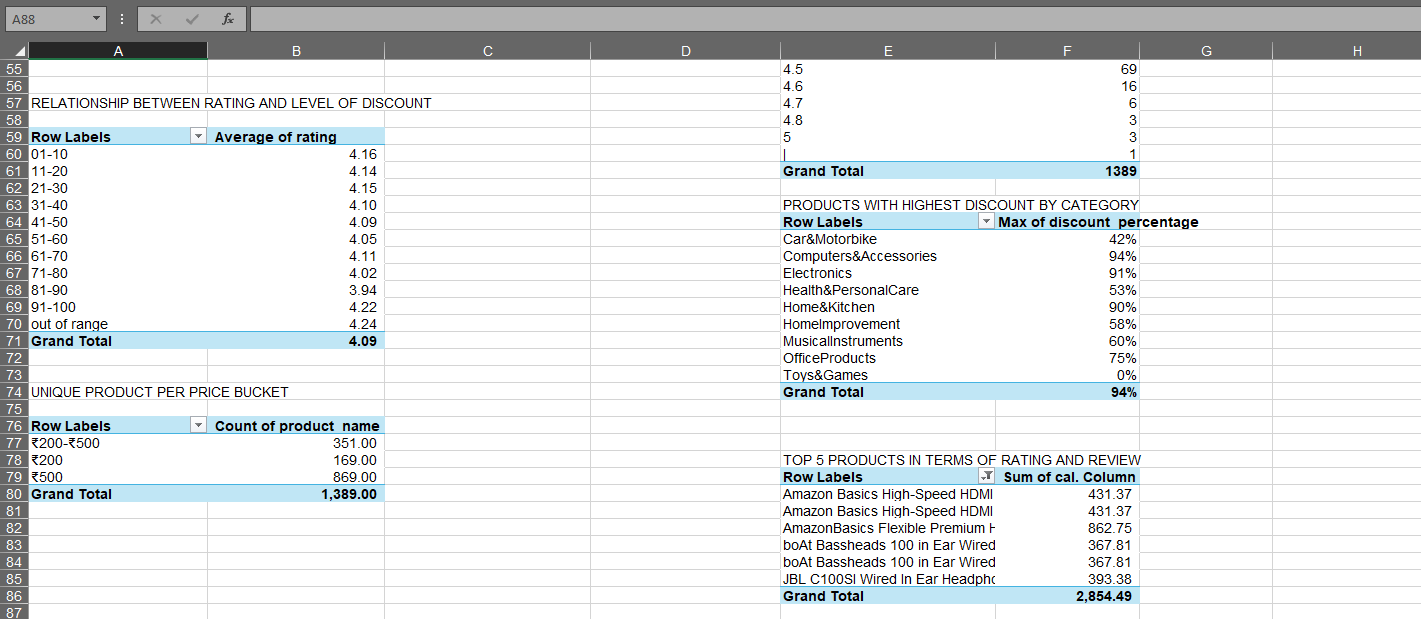 A88
fx
A B C D E F G H
55 4.5 69
56 4.6 16
57 RELATIONSHIP BETWEEN RATING AND LEVEL OF DISCOUNT 4.7 6
58 4.8 3
59 Row Labels Average of rating 5 3
60 01-10 4.16 | 1
61 11-20 4.14 Grand Total 1389
62 21-30 4.15
63 31-40 4.10 PRODUCTS WITH HIGHEST DISCOUNT BY CATEGORY
64 41-50 4.09 Row Labels Max of discount percentage
65 51-60 4.05 Car&Motorbike 42%
66 61-70 4.11 Computers&Accessories 94%
67 71-80 4.02 Electronics 91%
68 81-90 3.94 Health&PersonalCare 53%
69 91-100 4.22 Home&Kitchen 90%
70 out of range 4.24 HomeImprovement 58%
71 Grand Total 4.09 MusicalInstruments 60%
72 OfficeProducts 75%
73 Toys&Games 0%
74 UNIQUE PRODUCT PER PRICE BUCKET Grand Total 94%
75
76 Row Labels Count of product name
77 ₹200-₹500 351.00
78 ₹200 169.00 TOP 5 PRODUCTS IN TERMS OF RATING AND REVIEW
79 ₹500 869.00 Row Labels Sum of cal. Column
80 Grand Total 1,389.00 Amazon Basics High-Speed HDMI 431.37
81 Amazon Basics High-Speed HDMI 431.37
82 AmazonBasics Flexible Premium H 862.75
83 boAt Bassheads 100 in Ear Wired 367.81
84 boAt Bassheads 100 in Ear Wired 367.81
85 JBL C100SI Wired In Ear Headpho 393.38
86 Grand Total 2,854.49
87